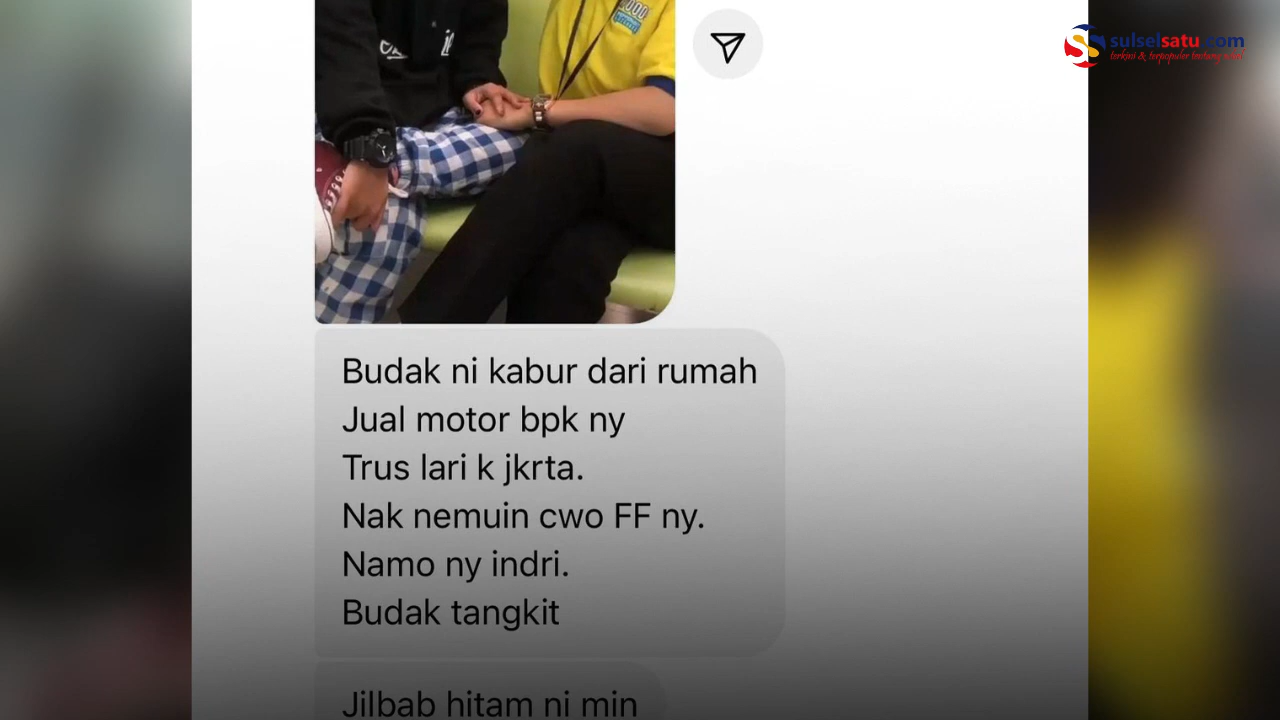 sulselsatu.com
Budak ni kabur dari rumah
Jual motor bpk ny
Trus lari k jkrta.
Nak nemuin cwo FF ny.
Namo ny indri.
Budak tangkit
Jilbab hitam ni min